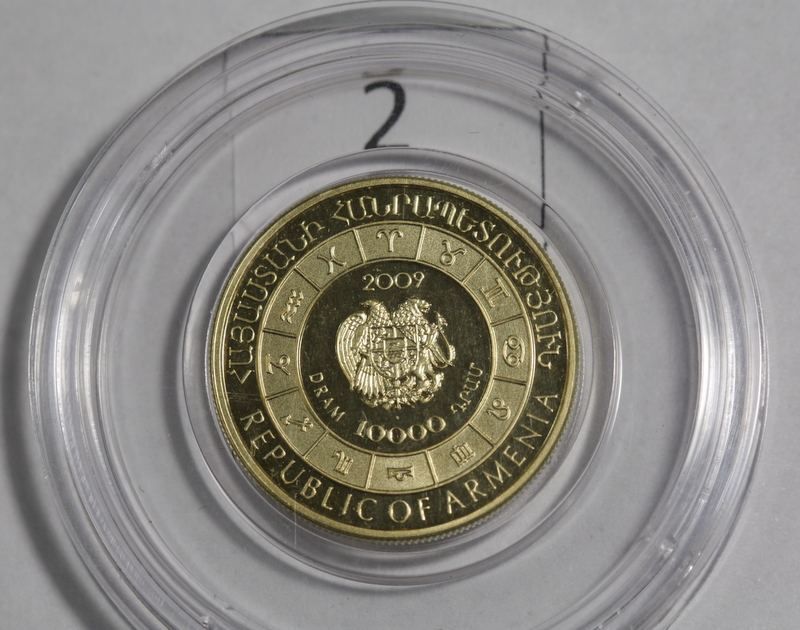 2
ՀԱՅԱՍՏԱՆԻ ՀԱՆՐԱՊԵՏՈՒԹՅՈՒՆ
2009
DRAM 10000 ԴՐԱՄ
REPUBLIC OF ARMENIA